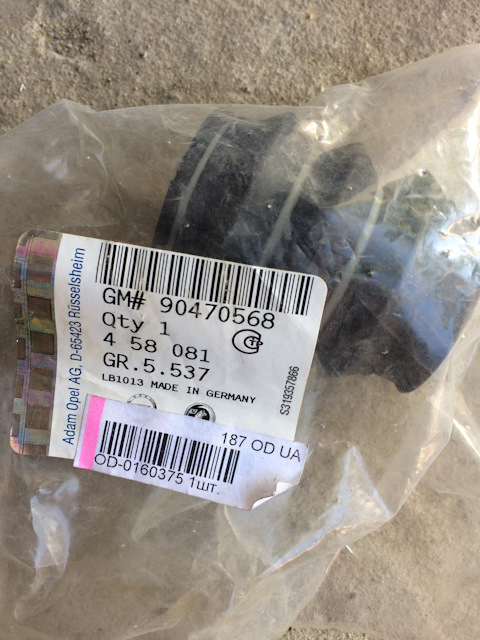 Adam Opel AG, D-65423 Rüsselsheim
GM# 90470568
Qty 1
4 58 081
GR.5.537
LB1013 MADE IN GERMANY
S319357866
187 OD UA
OD-0160375 1шт.